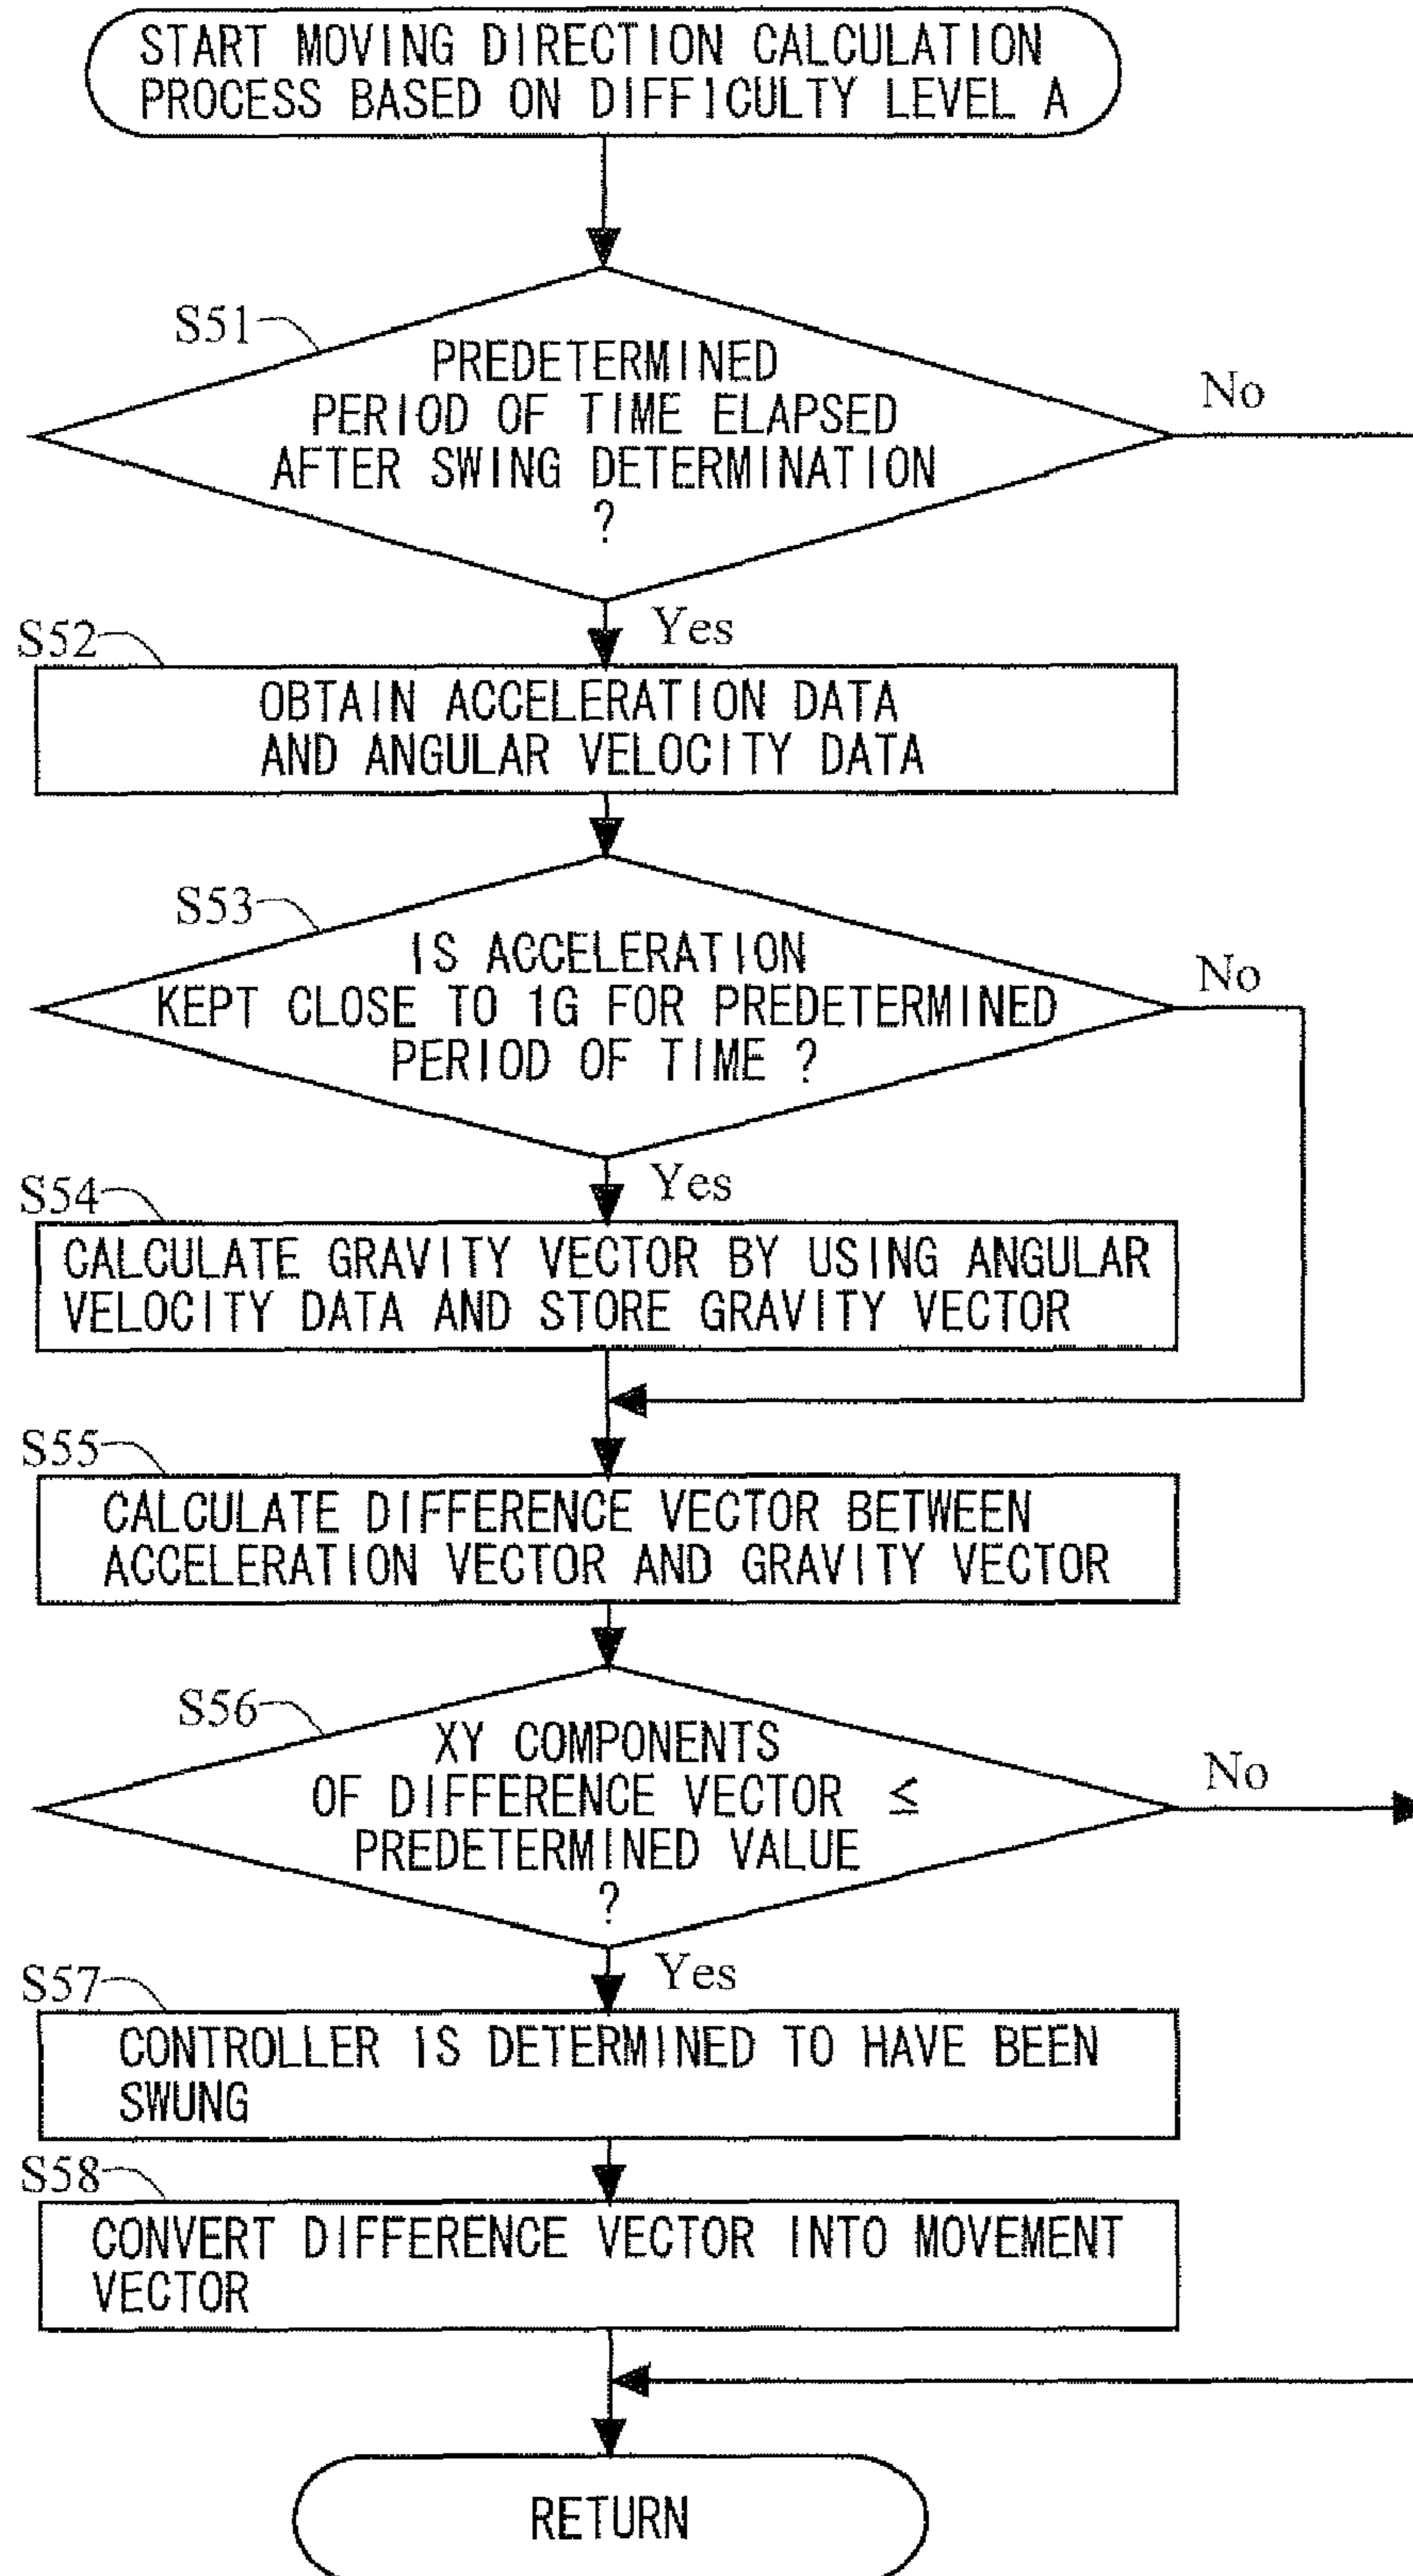 START MOVING DIRECTION CALCULATION
PROCESS BASED ON DIFFICULTY LEVEL A
S51
PREDETERMINED
PERIOD OF TIME ELAPSED
AFTER SWING DETERMINATION
?
No
Yes
S52
OBTAIN ACCELERATION DATA
AND ANGULAR VELOCITY DATA
S53
IS ACCELERATION
KEPT CLOSE TO 1G FOR PREDETERMINED
PERIOD OF TIME ?
No
Yes
S54
CALCULATE GRAVITY VECTOR BY USING ANGULAR
VELOCITY DATA AND STORE GRAVITY VECTOR
S55
CALCULATE DIFFERENCE VECTOR BETWEEN
ACCELERATION VECTOR AND GRAVITY VECTOR
S56
XY COMPONENTS
OF DIFFERENCE VECTOR ≤
PREDETERMINED VALUE
?
No
Yes
S57
CONTROLLER IS DETERMINED TO HAVE BEEN
SWUNG
S58
CONVERT DIFFERENCE VECTOR INTO MOVEMENT
VECTOR
RETURN